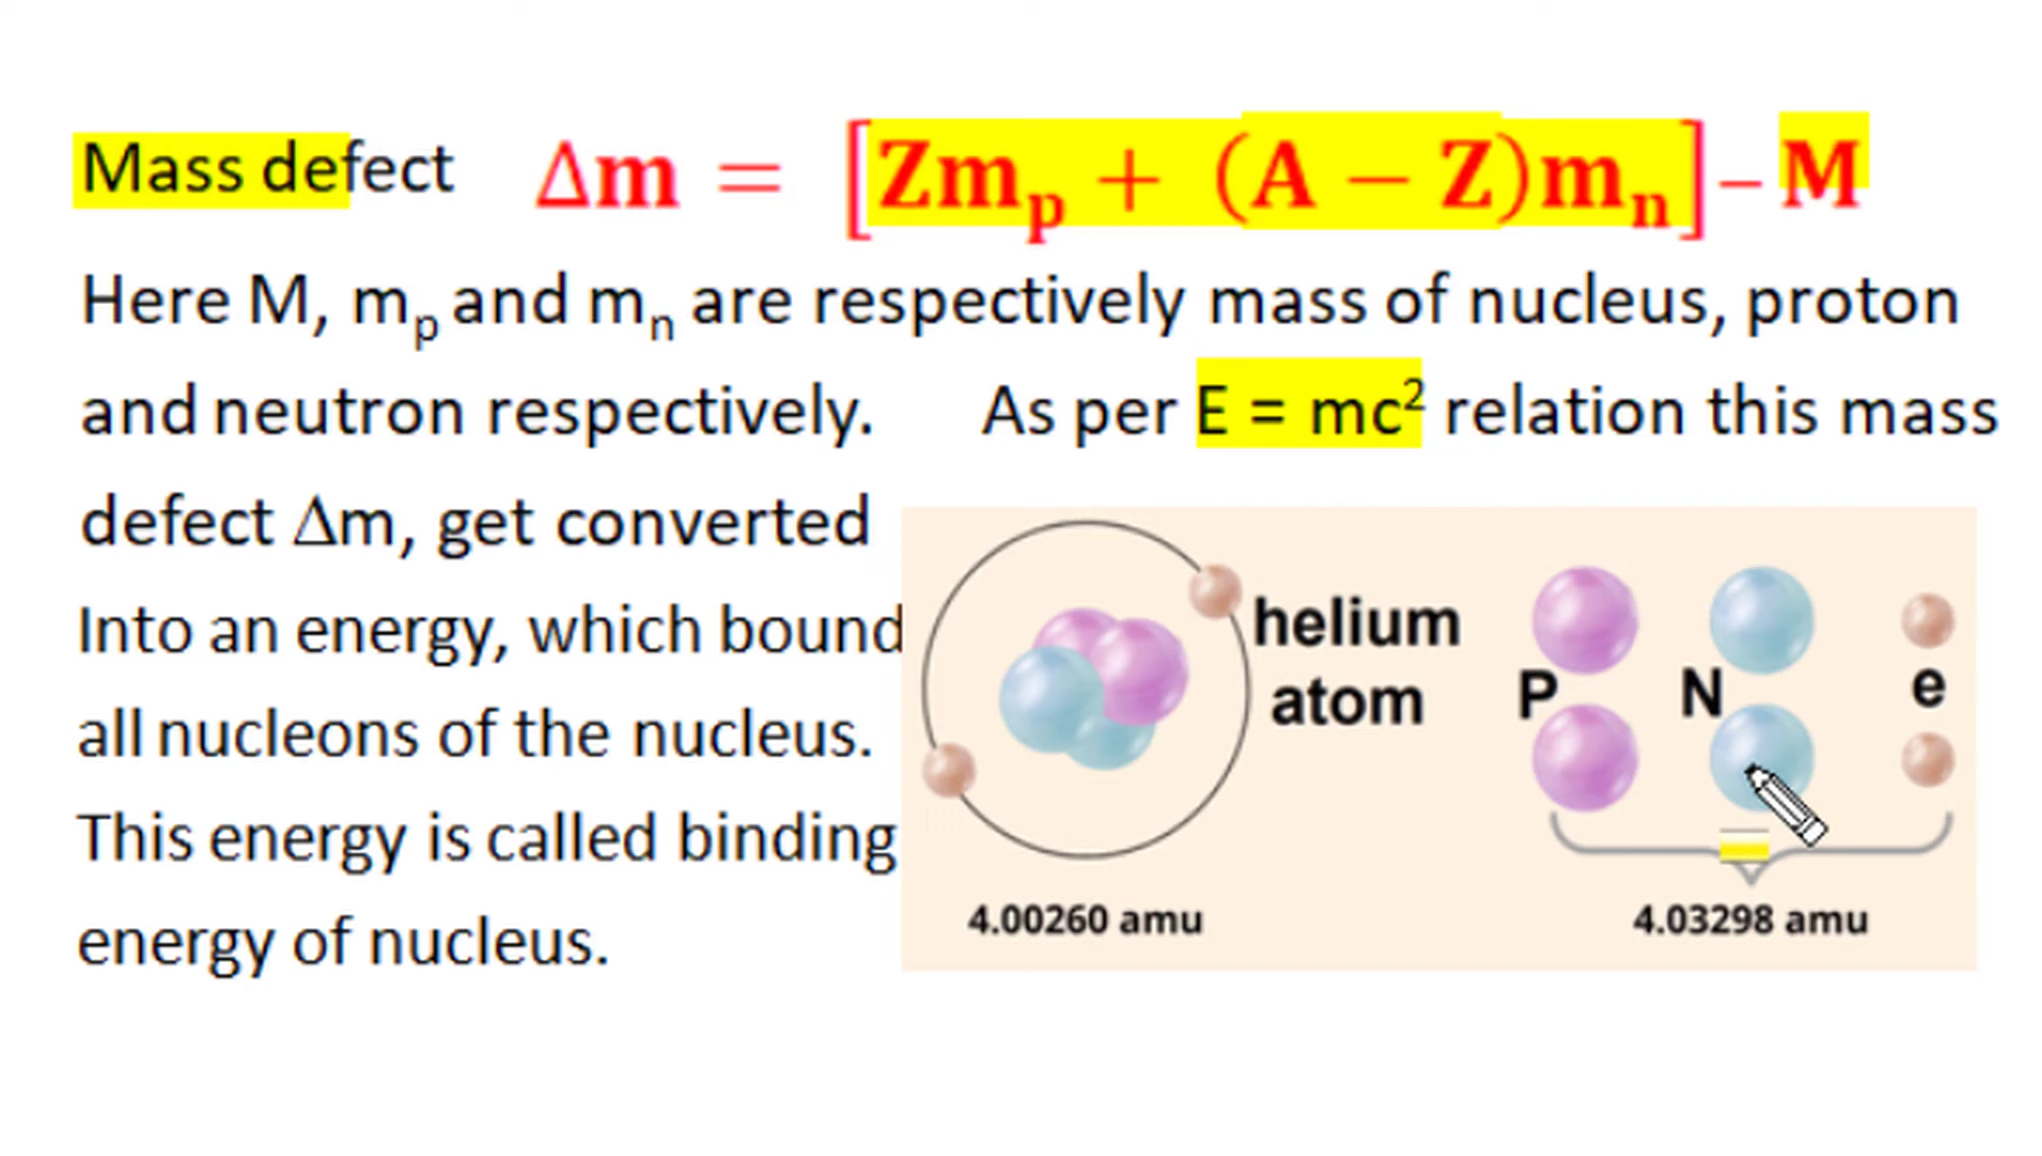 Mass defect Δm = [Zmₚ + (A − Z)mₙ] – M
Here M, mₚ and mₙ are respectively mass of nucleus, proton
and neutron respectively. As per E = mc² relation this mass
defect Δm, get converted
Into an energy, which bound
all nucleons of the nucleus.
This energy is called binding
energy of nucleus.
helium
atom
P N e
4.00260 amu 4.03298 amu